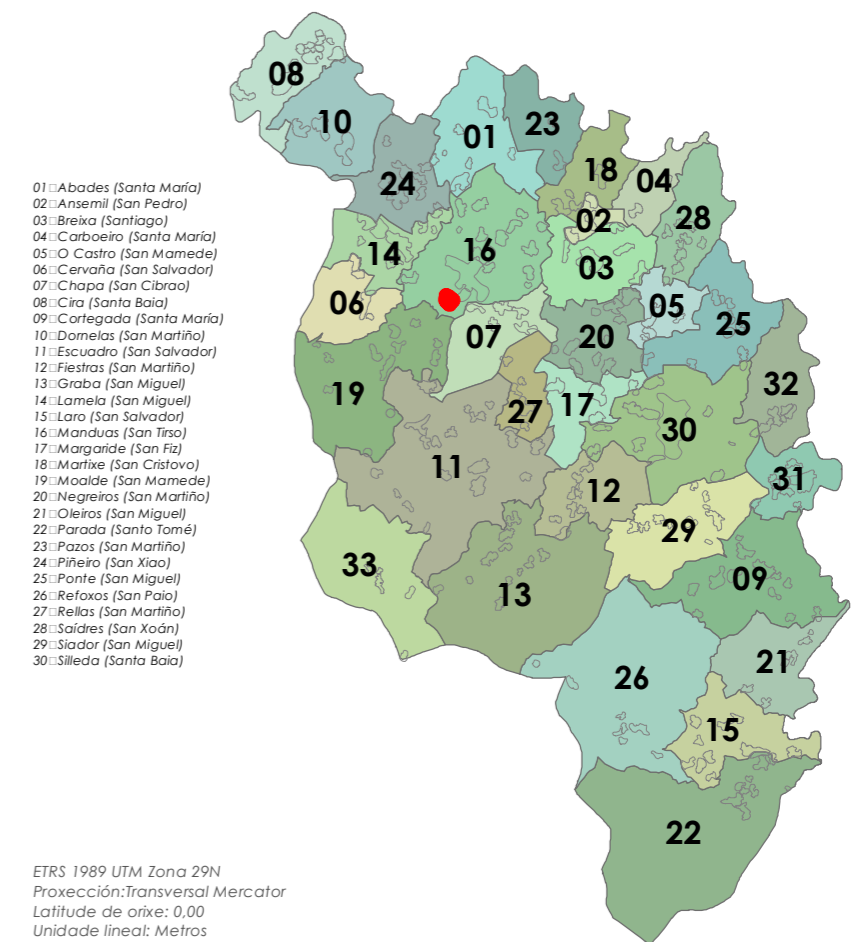 08
10
01
23
24
18
04
02
28
14
16
03
06
05
07
20
25
19
27
17
32
11
30
12
31
29
33
13
09
26
21
15
22
01□Abades (Santa María)
02□Ansemil (San Pedro)
03□Breixa (Santiago)
04□Carboeiro (Santa María)
05□O Castro (San Mamede)
06□Cervaña (San Salvador)
07□Chapa (San Cibrao)
08□Cira (Santa Baia)
09□Cortegada (Santa María)
10□Dornelas (San Martiño)
11□Escuadro (San Salvador)
12□Fiestras (San Martiño)
13□Graba (San Miguel)
14□Lamela (San Miguel)
15□Laro (San Salvador)
16□Manduas (San Tirso)
17□Margaride (San Fiz)
18□Martixe (San Cristovo)
19□Moalde (San Mamede)
20□Negreiros (San Martiño)
21□Oleiros (San Miguel)
22□Parada (Santo Tomé)
23□Pazos (San Martiño)
24□Piñeiro (San Xiao)
25□Ponte (San Miguel)
26□Refoxos (San Paio)
27□Rellas (San Martiño)
28□Saídres (San Xoán)
29□Siador (San Miguel)
30□Silleda (Santa Baia)
ETRS 1989 UTM Zona 29N
Proxección:Transversal Mercator
Latitude de orixe: 0,00
Unidade lineal: Metros